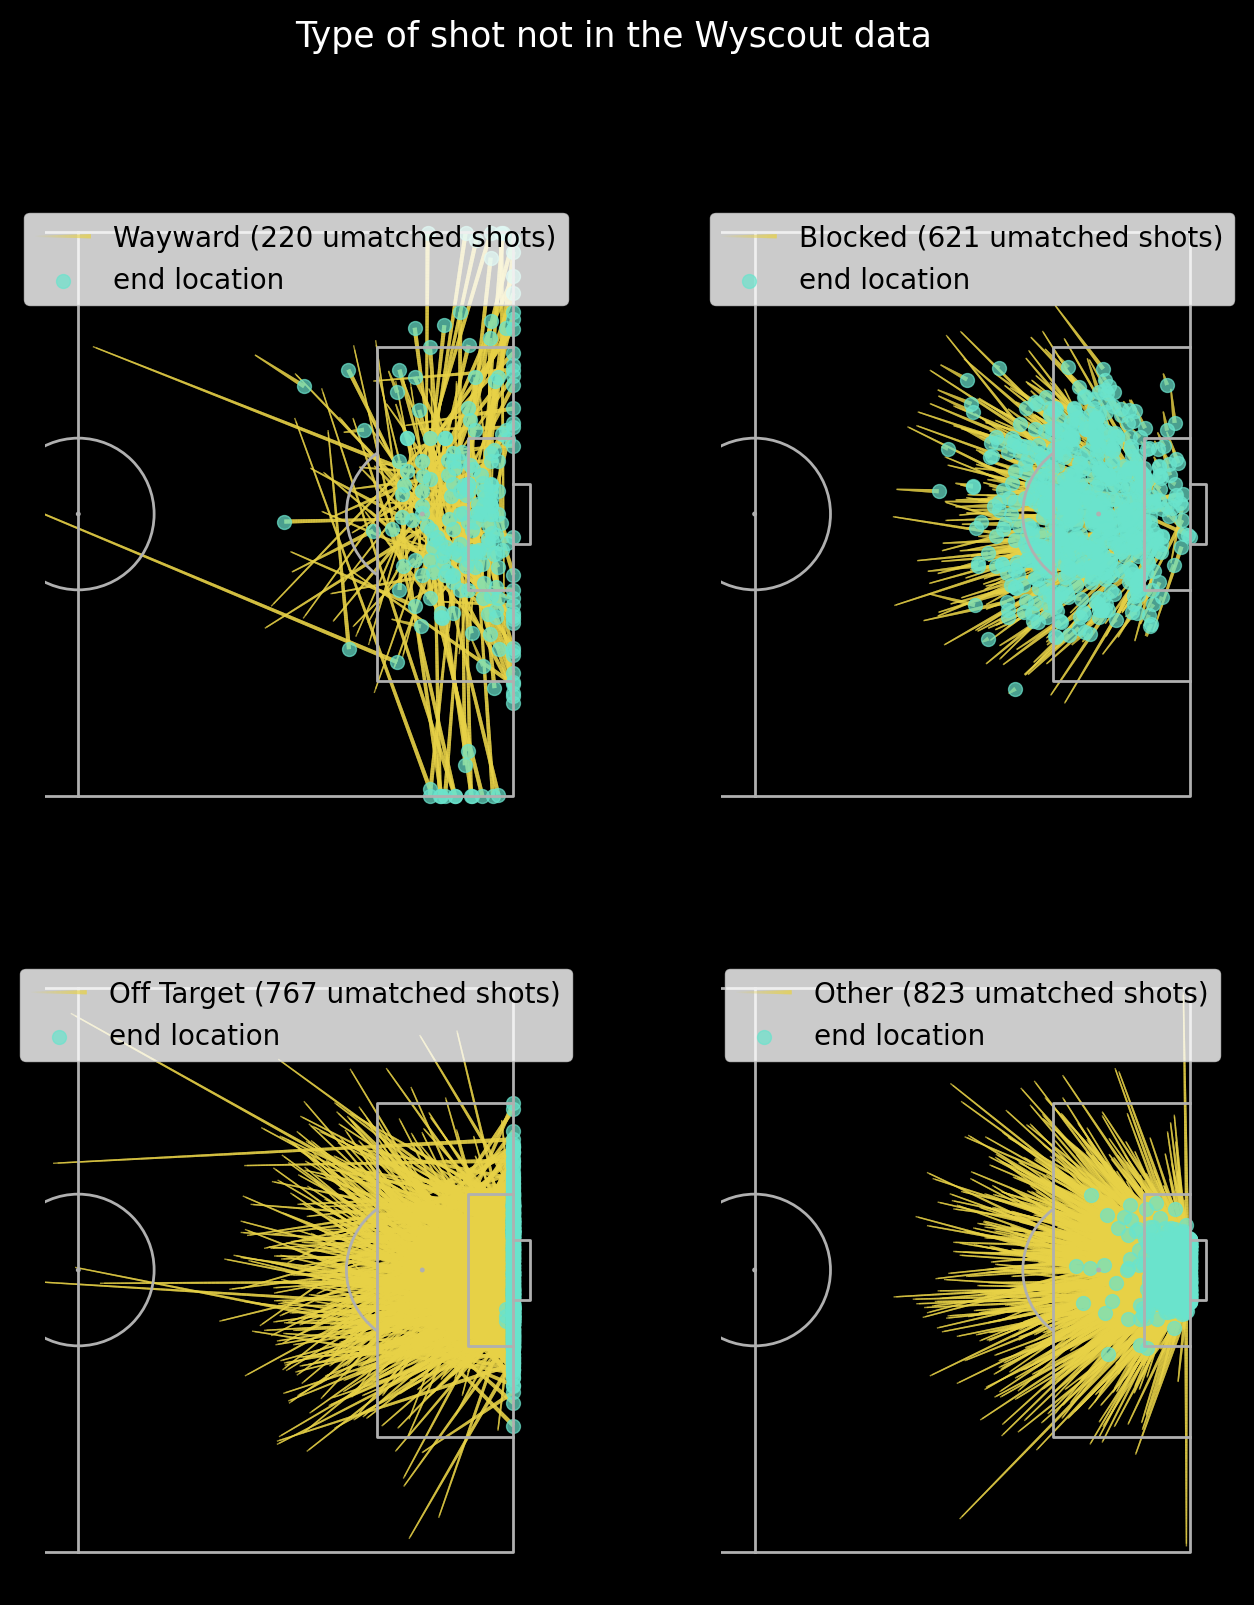 Type of shot not in the Wyscout data
Wayward (220 umatched shots)
end location
Blocked (621 umatched shots)
end location
Off Target (767 umatched shots)
end location
Other (823 umatched shots)
end location